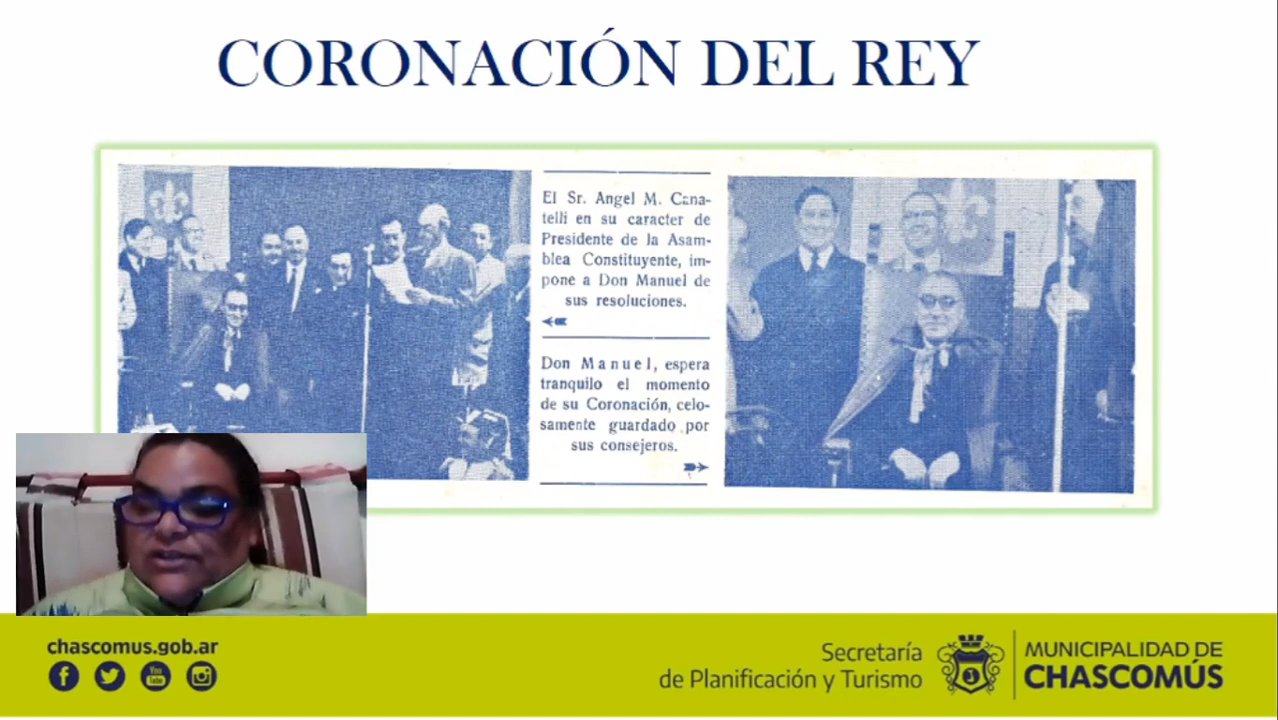 CORONACIÓN DEL REY
El Sr. Angel M. Cana-
telli en su caracter de
Presidente de la Asam-
blea Constituyente, im-
pone a Don Manuel de
sus resoluciones.
Don Manuel, espera
tranquilo el momento
de su Coronación, celo-
samente guardado por
sus consejeros.
chascomus.gob.ar
You
Tube
Secretaría
de Planificación y Turismo
MUNICIPALIDAD DE
CHASCOMÚS